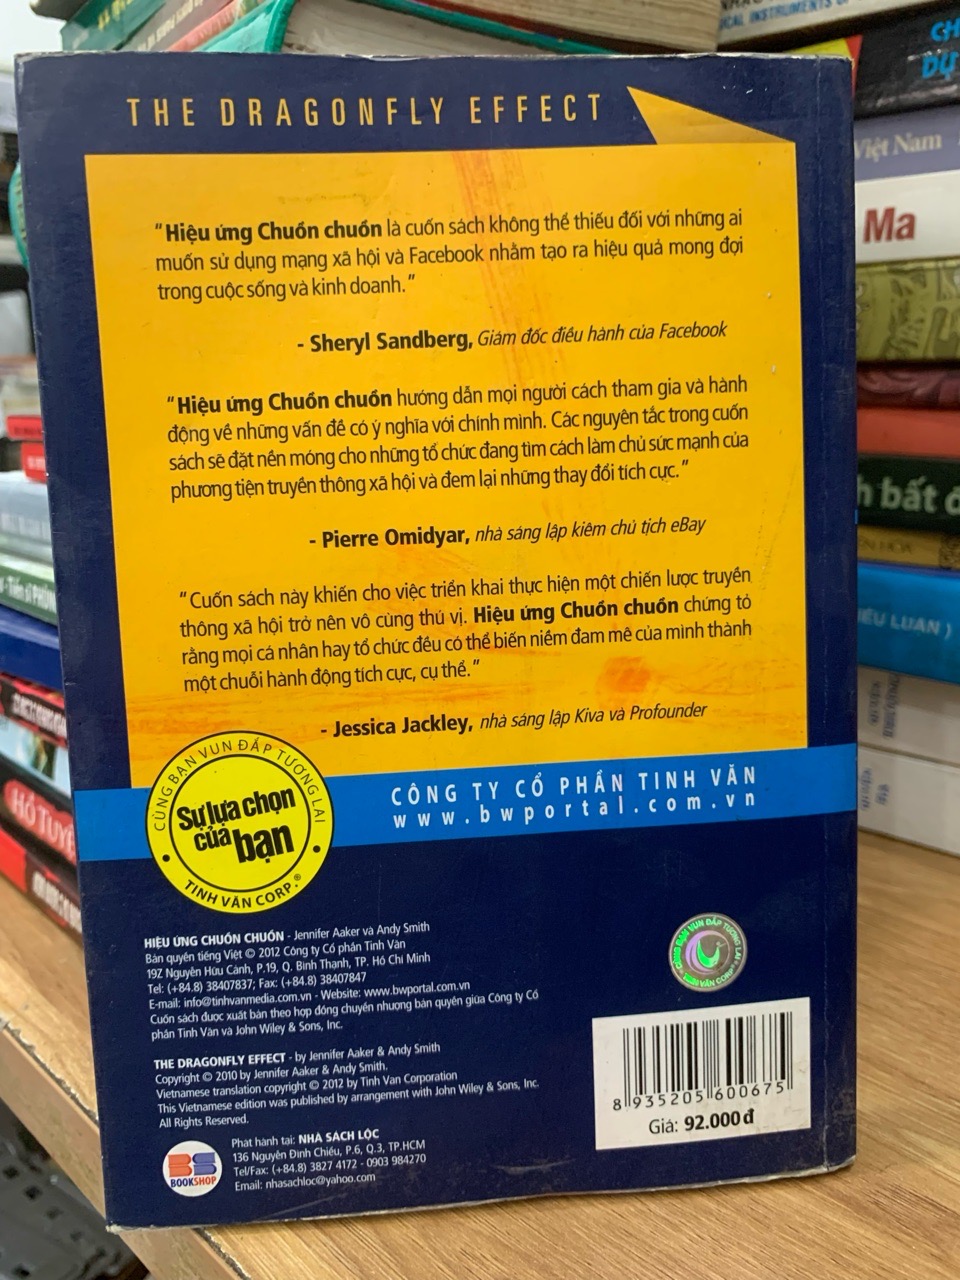 THE DRAGONFLY EFFECT
“Hiệu ứng Chuồn chuồn là cuốn sách không thể thiếu đối với những ai
muốn sử dụng mạng xã hội và Facebook nhằm tạo ra hiệu quả mong đợi
trong cuộc sống và kinh doanh.”
- Sheryl Sandberg, Giám đốc điều hành của Facebook
“Hiệu ứng Chuồn chuồn hướng dẫn mọi người cách tham gia và hành
động về những vấn đề có ý nghĩa với chính mình. Các nguyên tắc trong cuốn
sách sẽ đặt nền móng cho những tổ chức đang tìm cách làm chủ sức mạnh của
phương tiện truyền thông xã hội và đem lại những thay đổi tích cực.”
- Pierre Omidyar, nhà sáng lập kiêm chủ tịch eBay
“Cuốn sách này khiến cho việc triển khai thực hiện một chiến lược truyền
thông xã hội trở nên vô cùng thú vị. Hiệu ứng Chuồn chuồn chứng tỏ
rằng mọi cá nhân hay tổ chức đều có thể biến niềm đam mê của mình thành
một chuỗi hành động tích cực, cụ thể.”
- Jessica Jackley, nhà sáng lập Kiva và Profounder
CÙNG BẠN VUN ĐẮP TƯƠNG LAI
Sự lựa chọn
của bạn
TINH VĂN CORP.®
CÔNG TY CỔ PHẦN TINH VĂN
www.bwportal.com.vn
HIỆU ỨNG CHUỒN CHUỒN - Jennifer Aaker và Andy Smith
Bản quyền tiếng Việt © 2012 Công ty Cổ phần Tinh Văn
19Z Nguyễn Hữu Cảnh, P.19, Q. Bình Thạnh, TP. Hồ Chí Minh
Tel: (+84.8) 38407837; Fax: (+84.8) 38407847
E-mail: info@tinhvanmedia.com.vn - Website: www.bwportal.com.vn
Cuốn sách được xuất bản theo hợp đồng chuyển nhượng bản quyền giữa Công ty Cổ
phần Tinh Văn và John Wiley & Sons, Inc.
THE DRAGONFLY EFFECT - by Jennifer Aaker & Andy Smith
Copyright © 2010 by Jennifer Aaker & Andy Smith.
Vietnamese translation copyright © 2012 by Tinh Van Corporation
This Vietnamese edition was published by arrangement with John Wiley & Sons, Inc.
All Rights Reserved.
CÙNG BẠN VUN ĐẮP TƯƠNG LAI
TINH VĂN CORP
8 935205 600675
Giá: 92.000đ
BS
BOOKSHOP
Phát hành tại: NHÀ SÁCH LỘC
136 Nguyễn Đình Chiểu, P.6, Q.3, TP.HCM
Tel/Fax: (+84.8) 3827 4172 - 0903 984270
Email: nhasachloc@yahoo.com
CH
DỰ
Việt Nam
Ma
bất
LUAN )